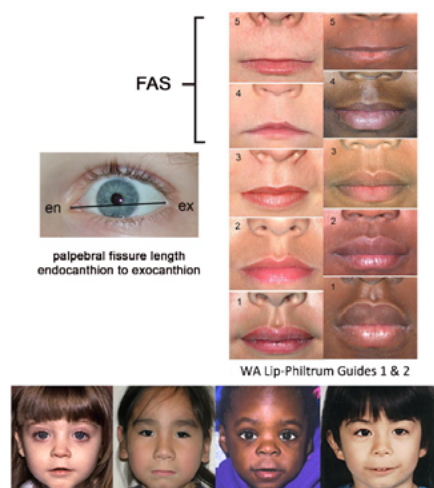 FAS
5
5
4
4
3
3
2
2
1
1
en
ex
palpebral fissure length
endocanthion to exocanthion
WA Lip-Philtrum Guides 1 & 2